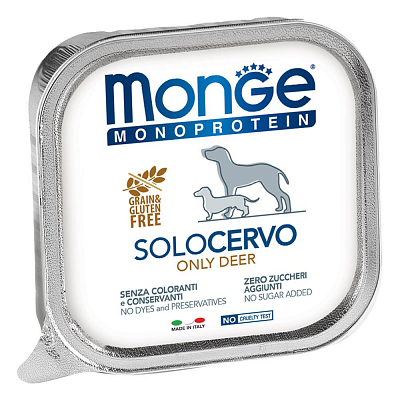 MONGE
MONOPROTEIN
GRAIN&
GLUTEN
FREE
SOLOCERVO
ONLY DEER
SENZA COLORANTI
e CONSERVANTI
NO DYES and PRESERVATIVES
ZERO ZUCCHERI
AGGIUNTI
NO SUGAR ADDED
MADE IN ITALY
NO CRUELTY TEST